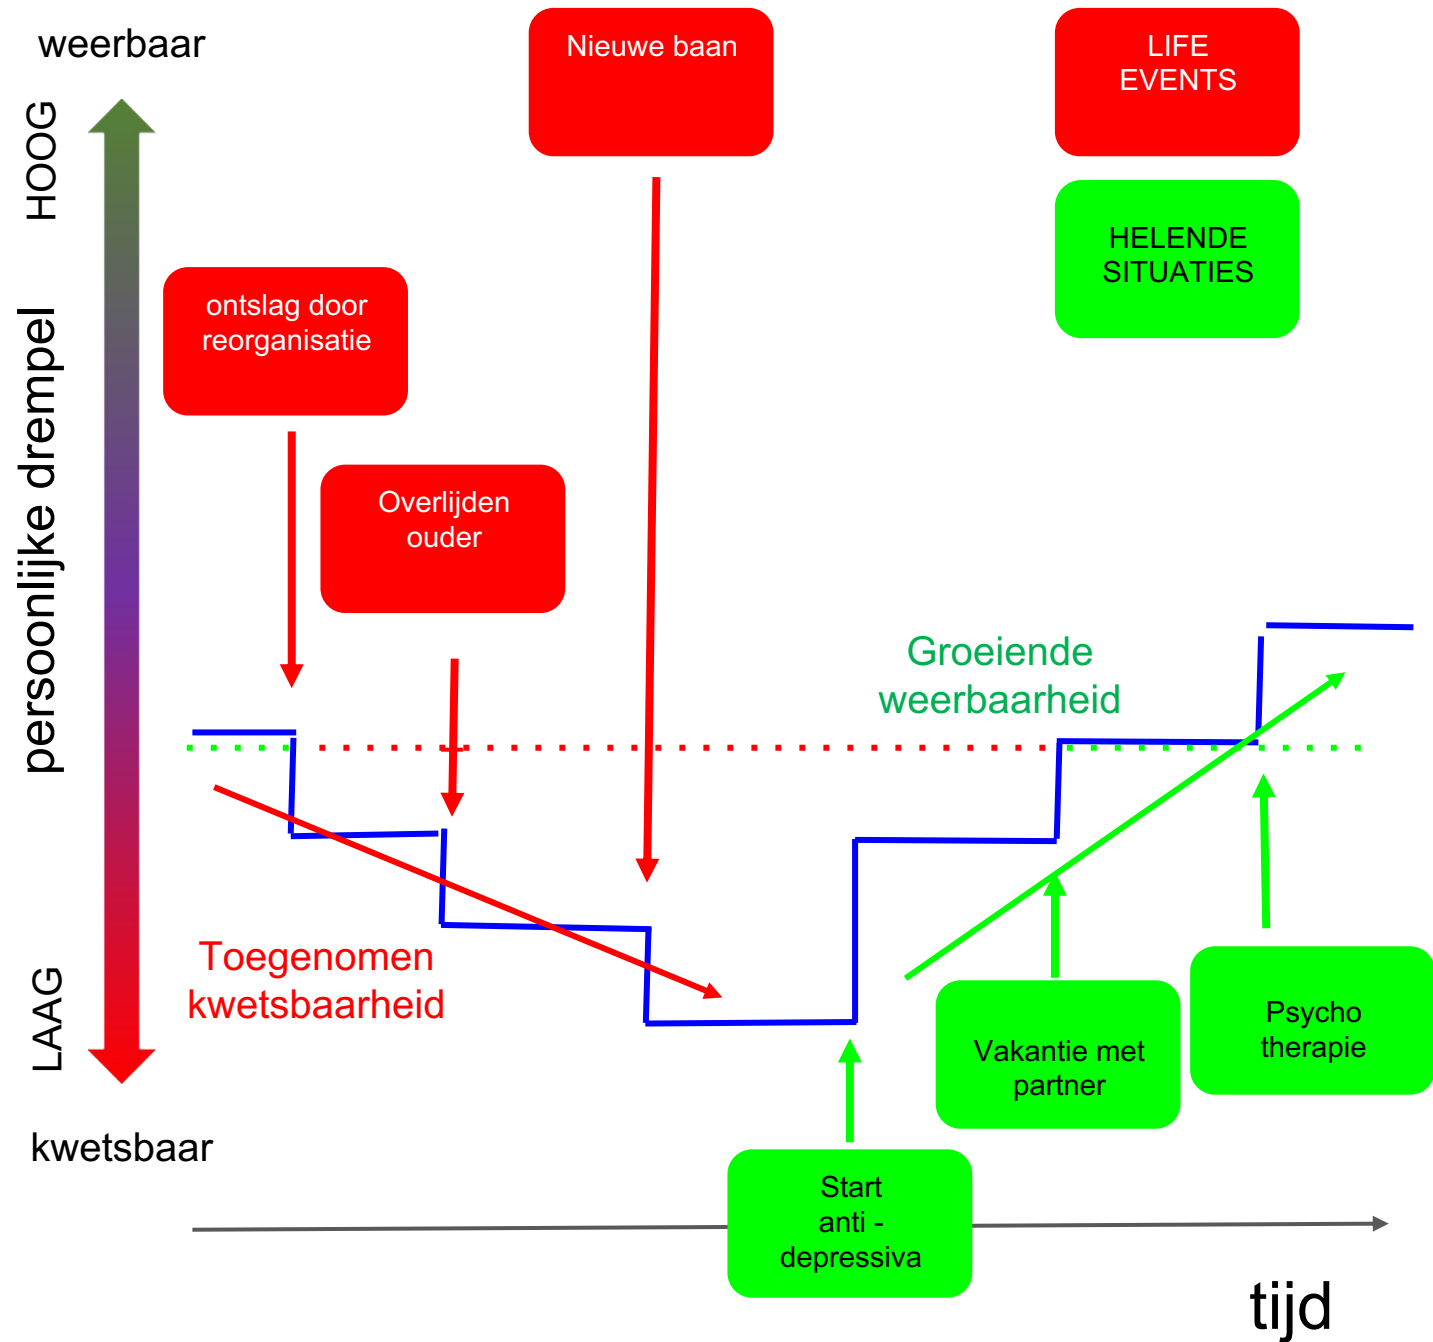 weerbaar
HOOG
persoonlijke drempel
LAAG
kwetsbaar
Nieuwe baan
LIFE
EVENTS
HELENDE
SITUATIES
ontslag door
reorganisatie
Overlijden
ouder
Groeiende
weerbaarheid
Toegenomen
kwetsbaarheid
Vakantie met
partner
Psycho
therapie
Start
anti -
depressiva
tijd